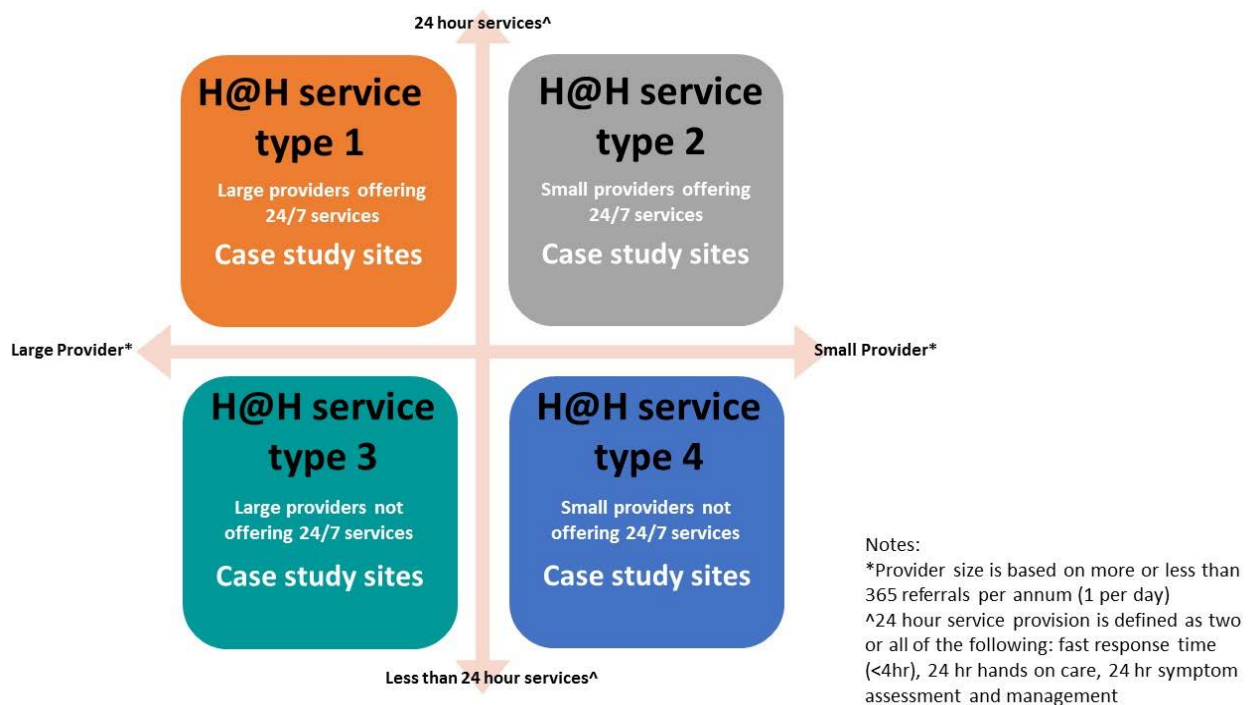 24 hour services^
H@H service
type 1
Large providers offering
24/7 services
Case study sites
H@H service
type 2
Small providers offering
24/7 services
Case study sites
Large Provider*
Small Provider*
H@H service
type 3
Large providers not
offering 24/7 services
Case study sites
H@H service
type 4
Small providers not
offering 24/7 services
Case study sites
Less than 24 hour services^
Notes:
*Provider size is based on more or less than
365 referrals per annum (1 per day)
^24 hour service provision is defined as two
or all of the following: fast response time
(<4hr), 24 hr hands on care, 24 hr symptom
assessment and management